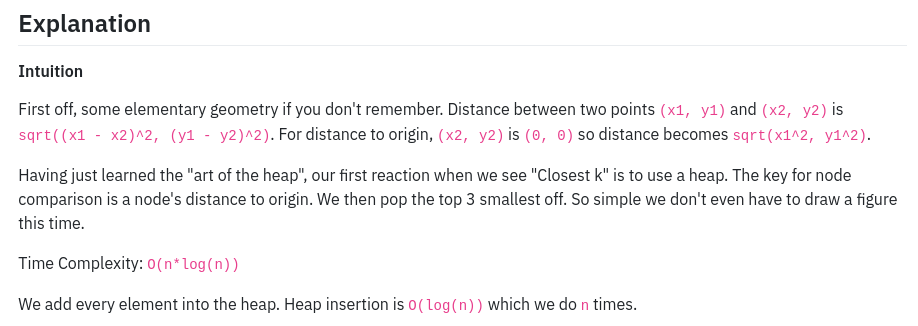 Explanation
Intuition
First off, some elementary geometry if you don't remember. Distance between two points (x1, y1) and (x2, y2) is
sqrt((x1 - x2)^2, (y1 - y2)^2). For distance to origin, (x2, y2) is (0, 0) so distance becomes sqrt(x1^2, y1^2).
Having just learned the "art of the heap", our first reaction when we see "Closest k" is to use a heap. The key for node
comparison is a node's distance to origin. We then pop the top 3 smallest off. So simple we don't even have to draw a figure
this time.
Time Complexity: O(n*log(n))
We add every element into the heap. Heap insertion is O(log(n)) which we do n times.